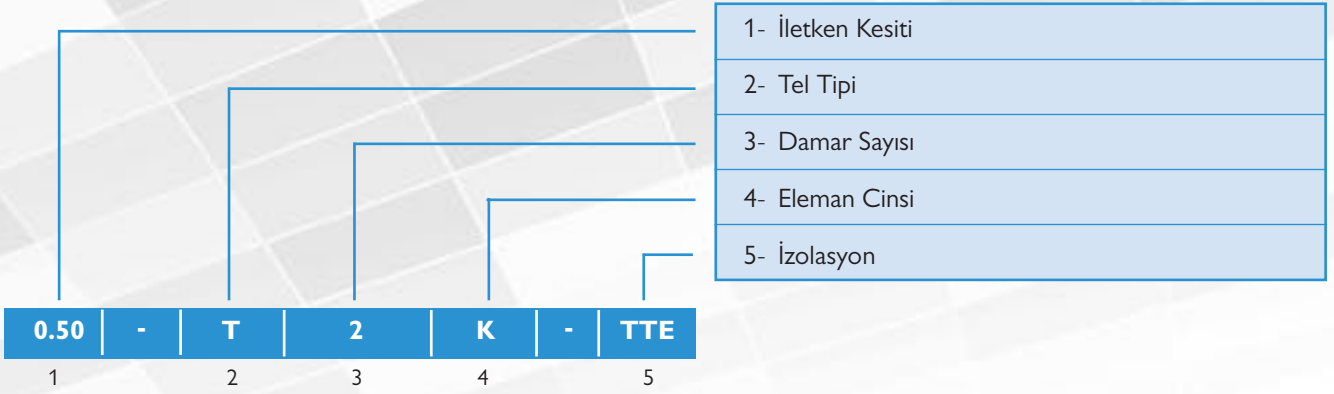 1- İletken Kesiti
2- Tel Tipi
3- Damar Sayısı
4- Eleman Cinsi
5- İzolasyon
0.50 - T 2 K - TTE
1 2 3 4 5